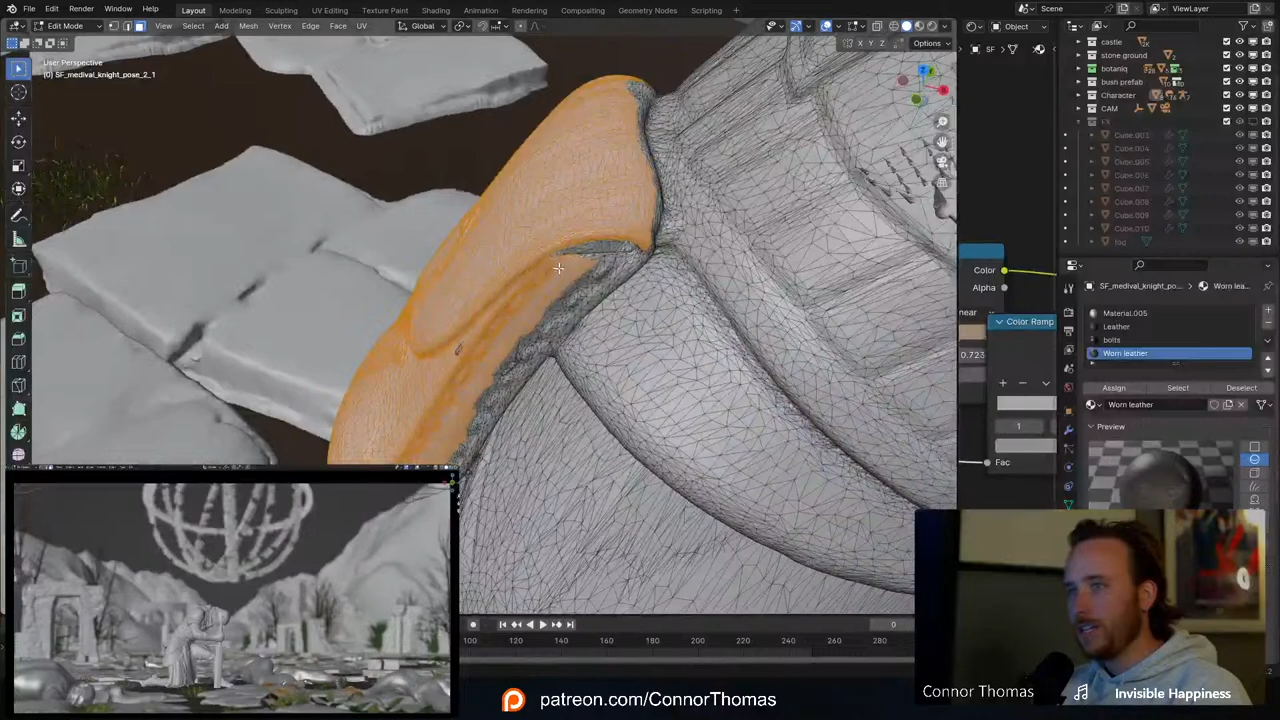 File Edit Render Window Help Layout Modeling Sculpting UV Editing Texture Paint Shading Animation Rendering Compositing Geometry Nodes Scripting + Scene ViewLayer
Edit Mode View Select Add Mesh Vertex Edge Face UV Global Object
X Y Z Options
User Perspective
(0) SF_medival_knight_pose_2_1
SF
castle
stone ground
botaniq
bush prefab
Character
CAM
FX
Cube.003
Cube.004
Cube.005
Cube.006
Cube.007
Cube.008
Cube.009
Cube.010
fog
Color
Alpha
near
Color Ramp
0.723
1
Fac
SF_medival_knight_po... Worn lea...
Material.005
Leather
bolts
Worn leather
Assign Select Deselect
Worn leather
Preview
0
100 120 140 160 180 200 220 240 260 280
patreon.com/ConnorThomas
Connor Thomas Invisible Happiness